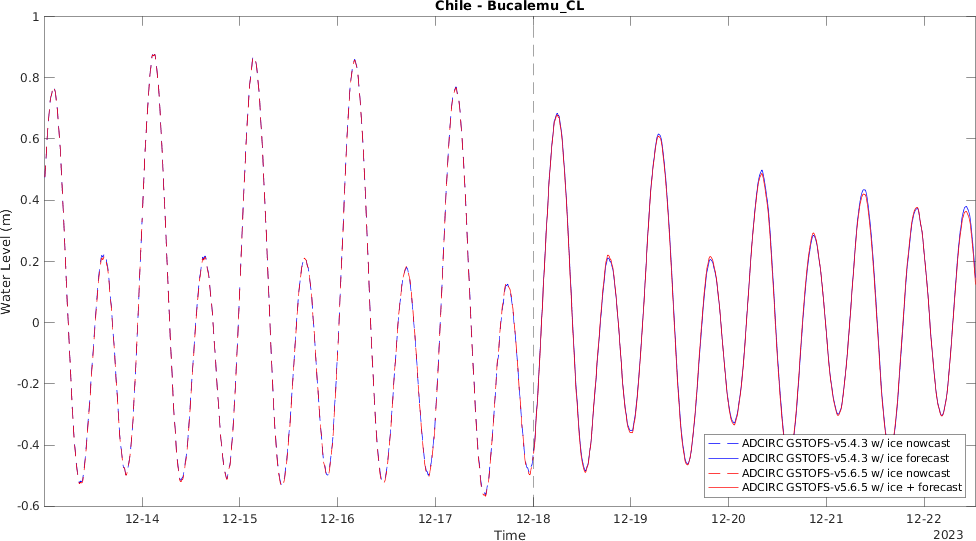 Chile - Bucalemu_CL
1
0.8
0.6
0.4
0.2
0
-0.2
-0.4
-0.6
Water Level (m)
ADCIRC GSTOFS-v5.4.3 w/ ice nowcast
ADCIRC GSTOFS-v5.4.3 w/ ice forecast
ADCIRC GSTOFS-v5.6.5 w/ ice nowcast
ADCIRC GSTOFS-v5.6.5 w/ ice + forecast
12-14 12-15 12-16 12-17 12-18 12-19 12-20 12-21 12-22
Time
2023